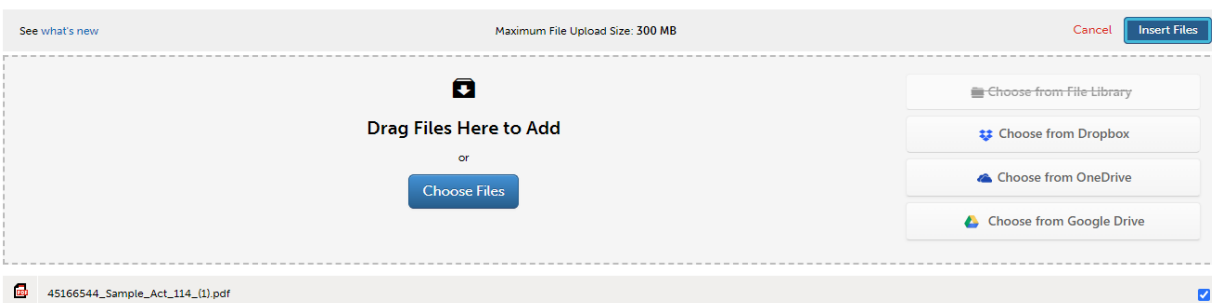 See what's new
Maximum File Upload Size: 300 MB
Cancel
Insert Files
Drag Files Here to Add
or
Choose Files
Choose from File Library
Choose from Dropbox
Choose from OneDrive
Choose from Google Drive
PDF
45166544_Sample_Act_114_(1).pdf